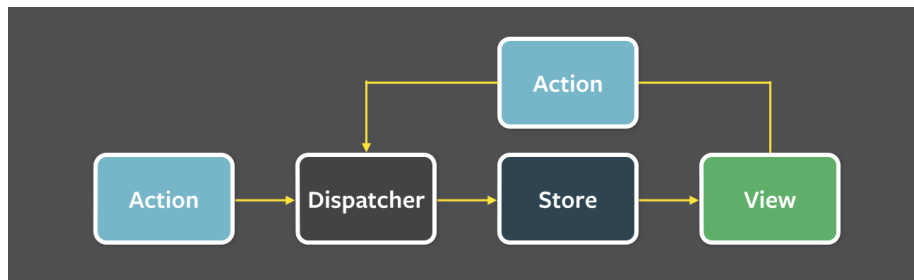 Action
Action
Dispatcher
Store
View